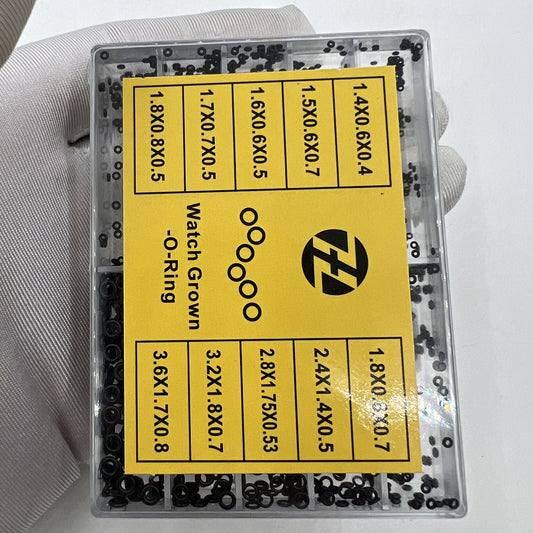 1.4X0.6X0.4
1.5X0.6X0.7
1.6X0.6X0.5
1.7X0.7X0.5
1.8X0.8X0.5
Watch Grown
-O-Ring
2.4X1.4X0.5
2.8X1.75X0.53
3.2X1.8X0.7
3.6X1.7X0.8